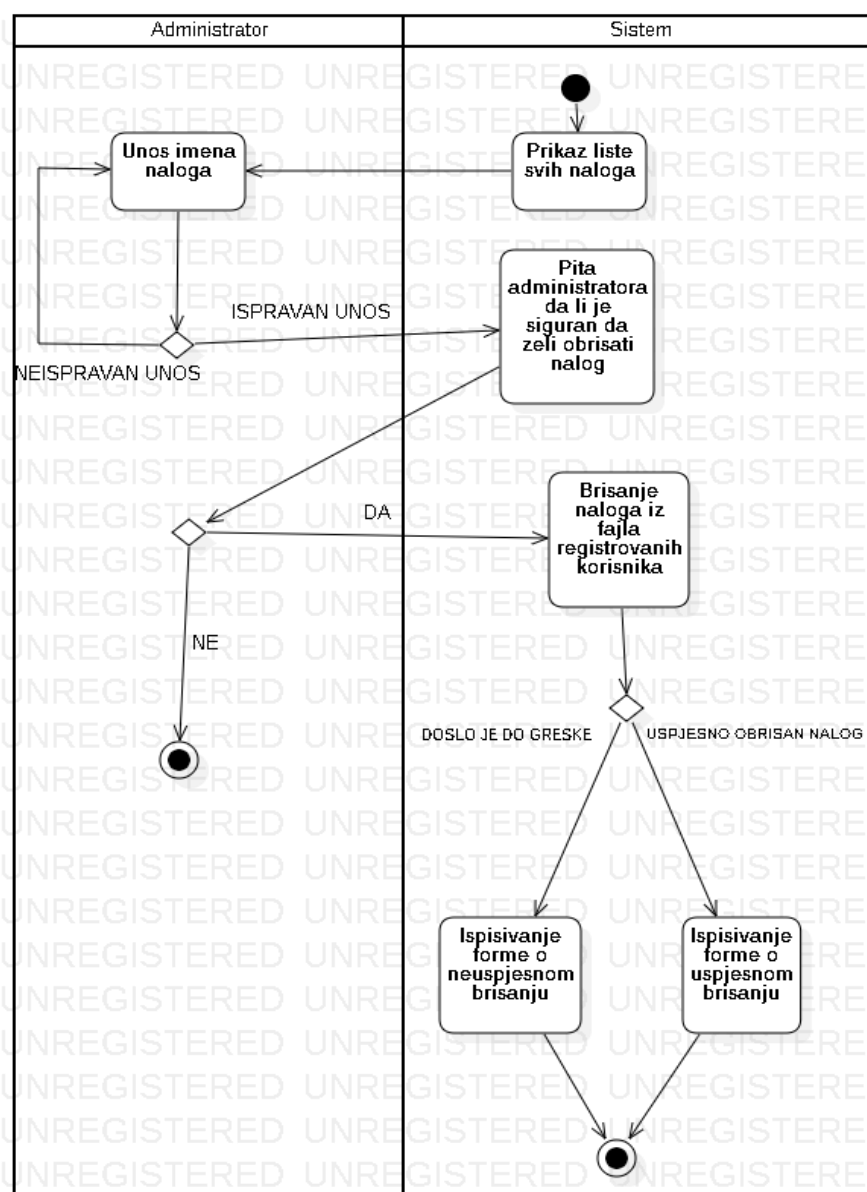 Administrator
Sistem
Unos imena
naloga
Prikaz liste
svih naloga
Pita
administratora
da li je
siguran da
zeli obrisati
nalog
ISPRAVAN UNOS
NEISPRAVAN UNOS
DA
Brisanje
naloga iz
fajla
registrovanih
korisnika
NE
DOSLO JE DO GRESKE
USPJESNO OBRISAN NALOG
Ispisivanje
forme o
neuspjesnom
brisanju
Ispisivanje
forme o
uspjesnom
brisanju
UNREGISTERED